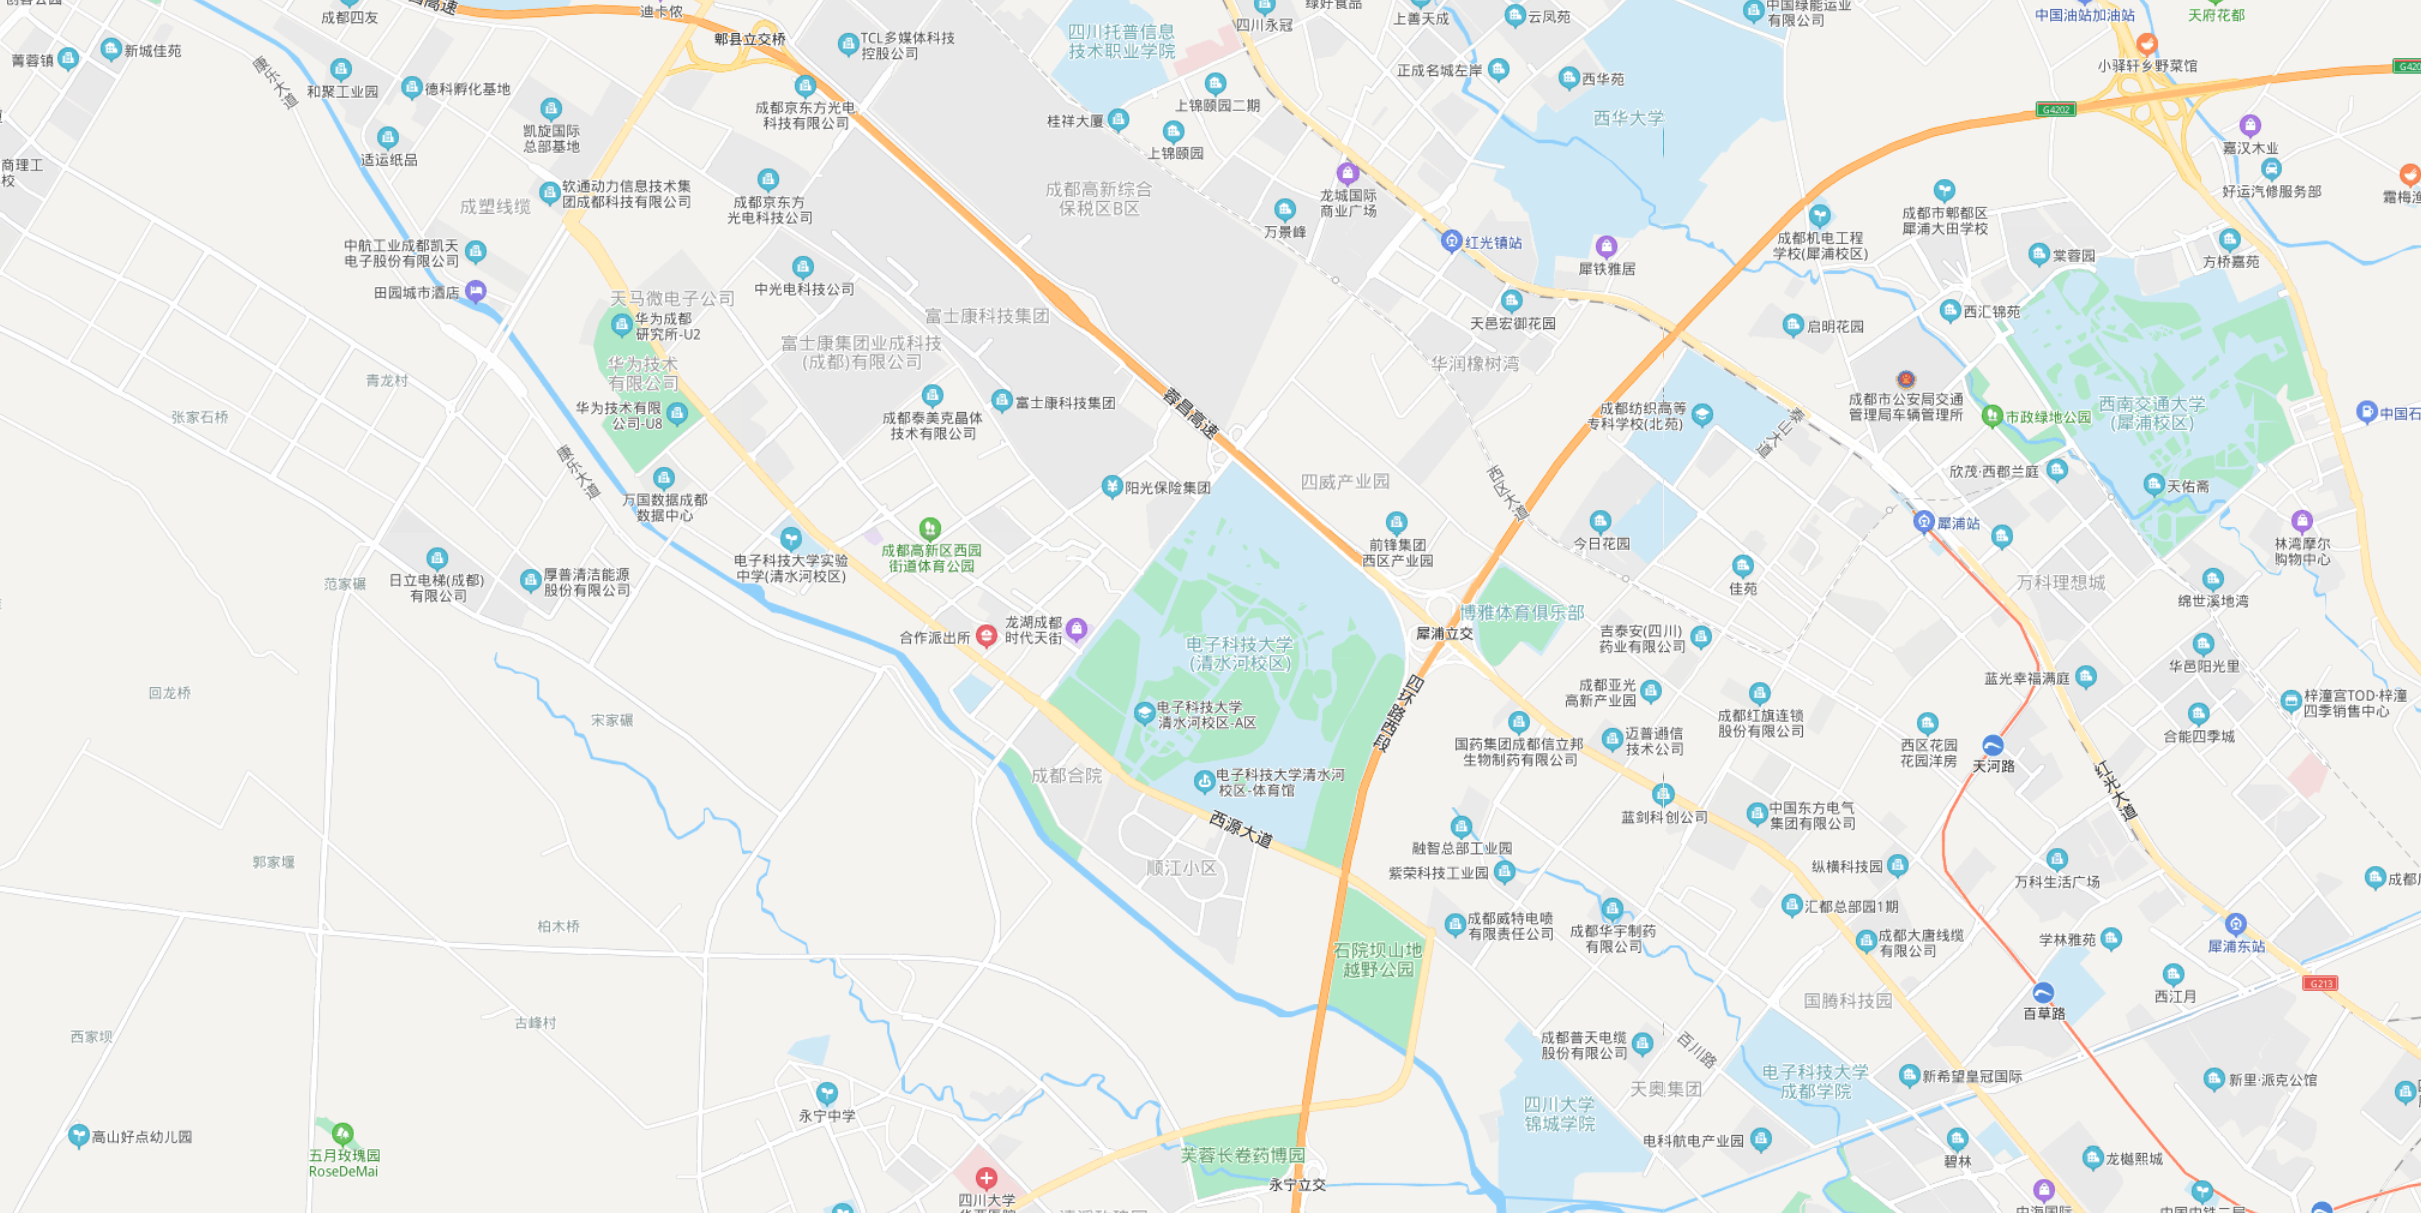 成都四友
迪卡侬
郫县立交桥
TCL多媒体科技
控股公司
四川托普信息
技术职业学院
四川永冠
绿好食品
上善天成
云凤苑
中国绿能运业
有限公司
中国油站加油站
天府花都
菁蓉镇
新城佳苑
康乐大道
和聚工业园
德科孵化基地
凯旋国际
总部基地
适运纸品
成都京东方光电
科技有限公司
正成名城左岸
西华苑
小驿轩乡野菜馆
G4202
上锦颐园二期
桂祥大厦
上锦颐园
西华大学
嘉汉木业
好运汽修服务部
商理工
校
成塑线缆
软通动力信息技术集
团成都科技有限公司
成都京东方
光电科技公司
成都高新综合
保税区B区
龙城国际
商业广场
万景峰
红光镇站
犀铁雅居
成都机电工程
学校(犀浦校区)
成都市郫都区
犀浦大田学校
棠蓉园
方桥嘉苑
中航工业成都凯天
电子股份有限公司
田园城市酒店
中光电科技公司
天马微电子公司
华为成都
研究所-U2
富士康科技集团
富士康集团业成科技
(成都)有限公司
天邑宏御花园
启明花园
西汇锦苑
华为技术
有限公司
华润橡树湾
青龙村
张家石桥
华为技术有限
公司-U8
成都泰美克晶体
技术有限公司
富士康科技集团
蓉昌高速
成都纺织高等
专科学校(北苑)
泰山大道
成都市公安局交通
管理局车辆管理所
市政绿地公园
西南交通大学
(犀浦校区)
中国石
康乐大道
万国数据成都
数据中心
阳光保险集团
四威产业园
西区大道
欣茂·西郡兰庭
天佑斋
成都高新区西园
街道体育公园
电子科技大学实验
中学(清水河校区)
前锋集团
西区产业园
今日花园
犀浦站
林湾摩尔
购物中心
范家碾
日立电梯(成都)
有限公司
厚普清洁能源
股份有限公司
佳苑
万科理想城
绵世溪地湾
合作派出所
龙湖成都
时代天街
电子科技大学
(清水河校区)
博雅体育俱乐部
犀浦立交
吉泰安(四川)
药业有限公司
华邑阳光里
蓝光幸福满庭
回龙桥
宋家碾
电子科技大学
清水河校区-A区
四环路西段
成都亚光
高新产业园
成都红旗连锁
股份有限公司
梓潼宫TOD·梓潼
四季销售中心
合能四季城
国药集团成都信立邦
生物制药有限公司
迈普通信
技术公司
西区花园
花园洋房
天河路
成都合院
电子科技大学清水河
校区-体育馆
西源大道
蓝剑科创公司
中国东方电气
集团有限公司
红光大道
郭家堰
顺江小区
融智总部工业园
紫荣科技工业园
纵横科技园
万科生活广场
柏木桥
成都威特电喷
有限责任公司
成都华宇制药
有限公司
汇都总部园1期
成都大唐线缆
有限公司
学林雅苑
犀浦东站
石院坝山地
越野公园
西江月
G213
国腾科技园
百草路
古峰村
西家坝
成都普天电缆
股份有限公司
百川路
天奥集团
电子科技大学
成都学院
新希望皇冠国际
新里·派克公馆
四川大学
锦城学院
永宁中学
高山好点幼儿园
五月玫瑰园
RoseDeMai
芙蓉长卷药博园
永宁立交
电科航电产业园
碧林
龙樾熙城
四川大学